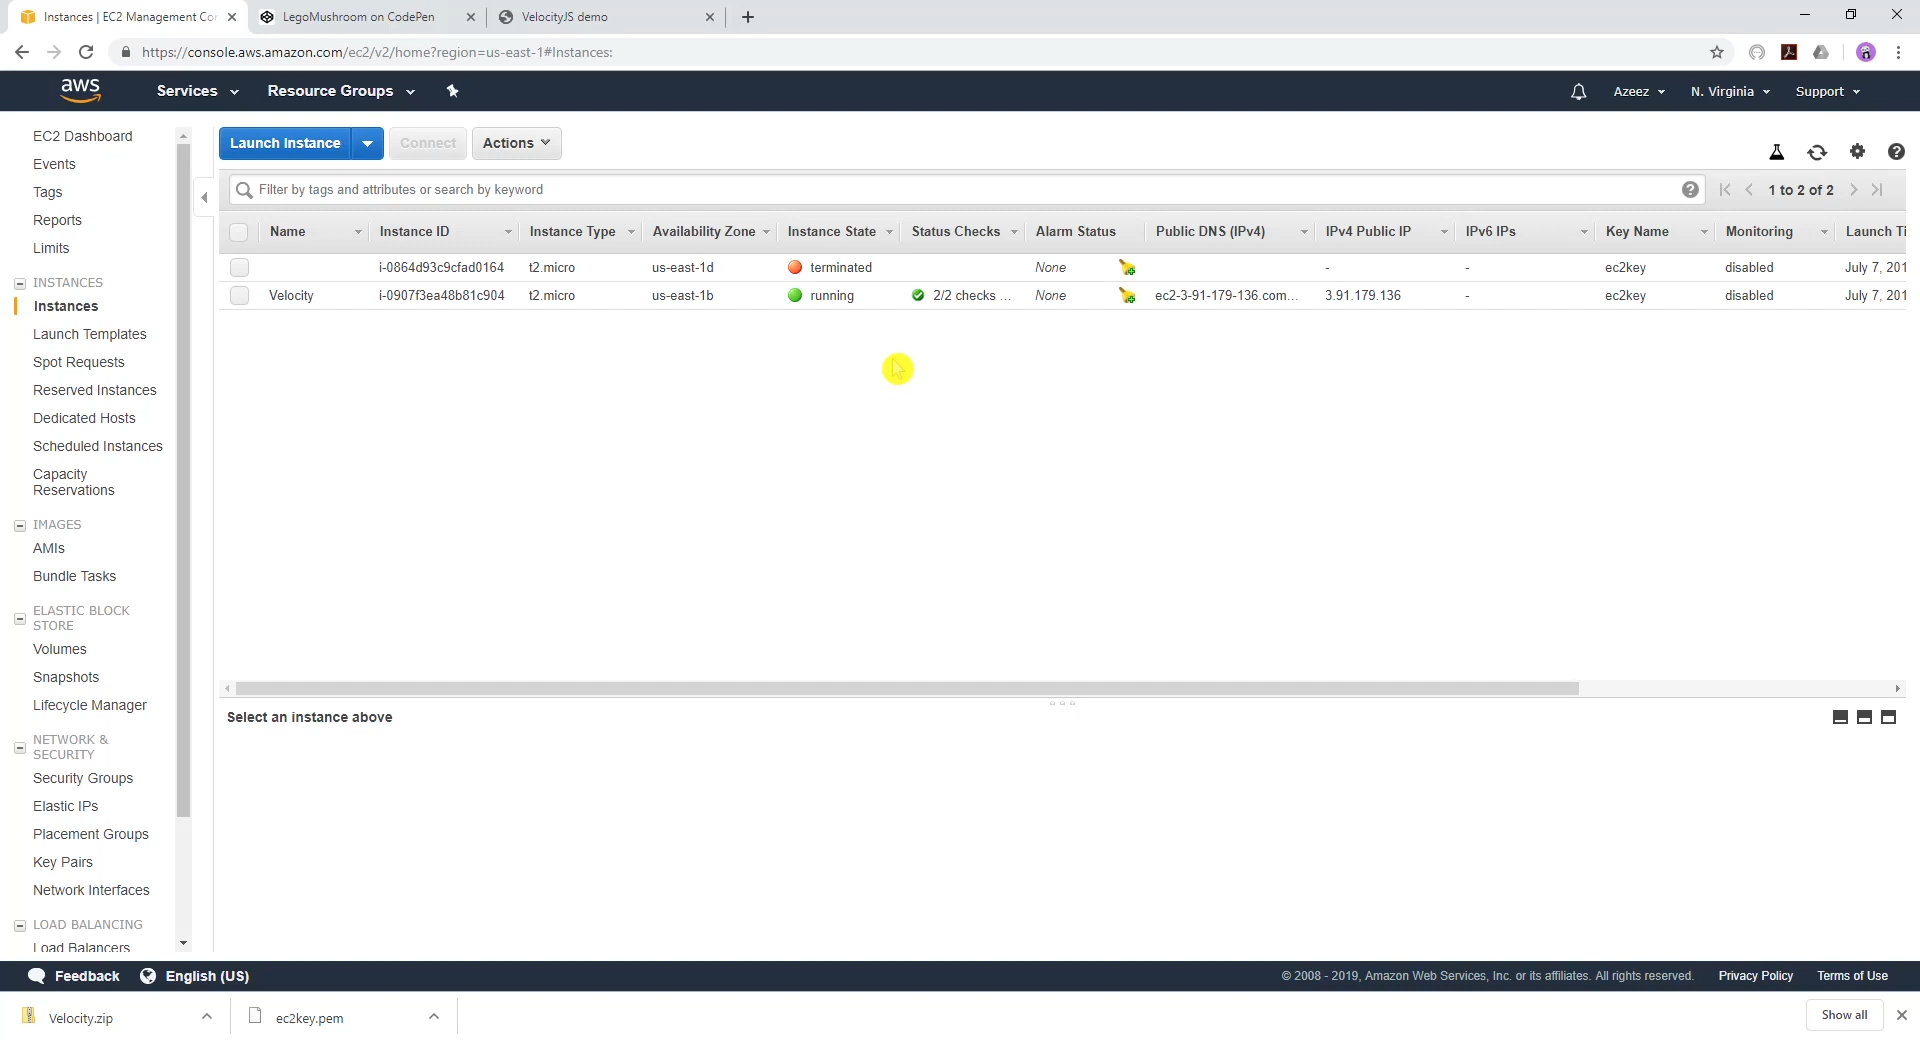 Instances | EC2 Management Cor
LegoMushroom on CodePen
VelocityJS demo
https://console.aws.amazon.com/ec2/v2/home?region=us-east-1#Instances:
aws
Services
Resource Groups
Azeez
N. Virginia
Support
EC2 Dashboard
Events
Tags
Reports
Limits
INSTANCES
Instances
Launch Templates
Spot Requests
Reserved Instances
Dedicated Hosts
Scheduled Instances
Capacity
Reservations
IMAGES
AMIs
Bundle Tasks
ELASTIC BLOCK
STORE
Volumes
Snapshots
Lifecycle Manager
NETWORK &
SECURITY
Security Groups
Elastic IPs
Placement Groups
Key Pairs
Network Interfaces
LOAD BALANCING
Load Balancers
Launch Instance
Connect
Actions
Filter by tags and attributes or search by keyword
1 to 2 of 2
Name Instance ID Instance Type Availability Zone Instance State Status Checks Alarm Status Public DNS (IPv4) IPv4 Public IP IPv6 IPs Key Name Monitoring Launch Ti
i-0864d93c9cfad0164 t2.micro us-east-1d terminated None - - ec2key disabled July 7, 201
Velocity i-0907f3ea48b81c904 t2.micro us-east-1b running 2/2 checks ... None ec2-3-91-179-136.com... 3.91.179.136 - ec2key disabled July 7, 201
Select an instance above
Feedback
English (US)
© 2008 - 2019, Amazon Web Services, Inc. or its affiliates. All rights reserved.
Privacy Policy
Terms of Use
Velocity.zip
ec2key.pem
Show all